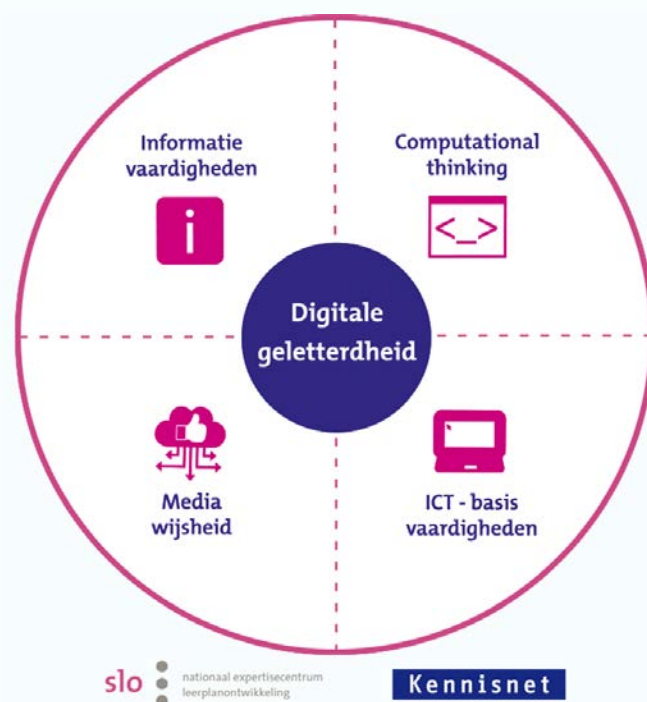 Informatie
vaardigheden
i
Computational
thinking
<_>
Digitale
geletterdheid
Media
wijsheid
ICT - basis
vaardigheden
slo
nationaal expertisecentrum
leerplanontwikkeling
Kennisnet